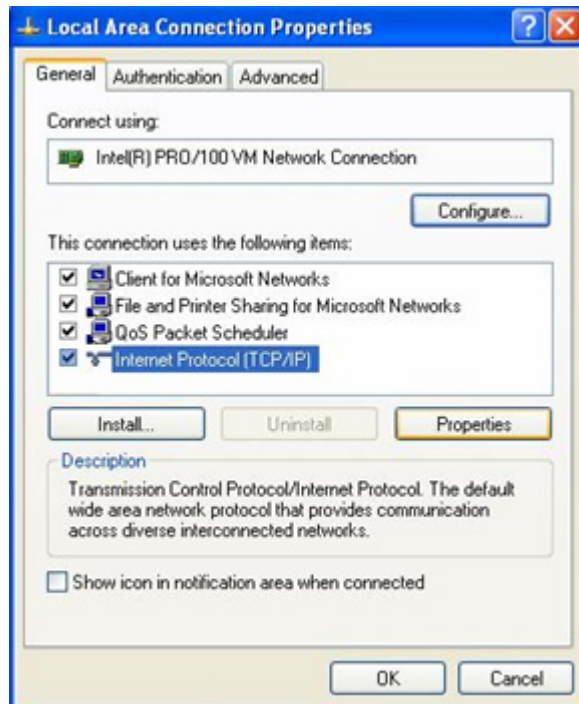 Local Area Connection Properties
General Authentication Advanced
Connect using:
Intel(R) PRO/100 VM Network Connection
Configure...
This connection uses the following items:
Client for Microsoft Networks
File and Printer Sharing for Microsoft Networks
QoS Packet Scheduler
Internet Protocol (TCP/IP)
Install... Uninstall Properties
Description
Transmission Control Protocol/Internet Protocol. The default
wide area network protocol that provides communication
across diverse interconnected networks.
Show icon in notification area when connected
OK Cancel